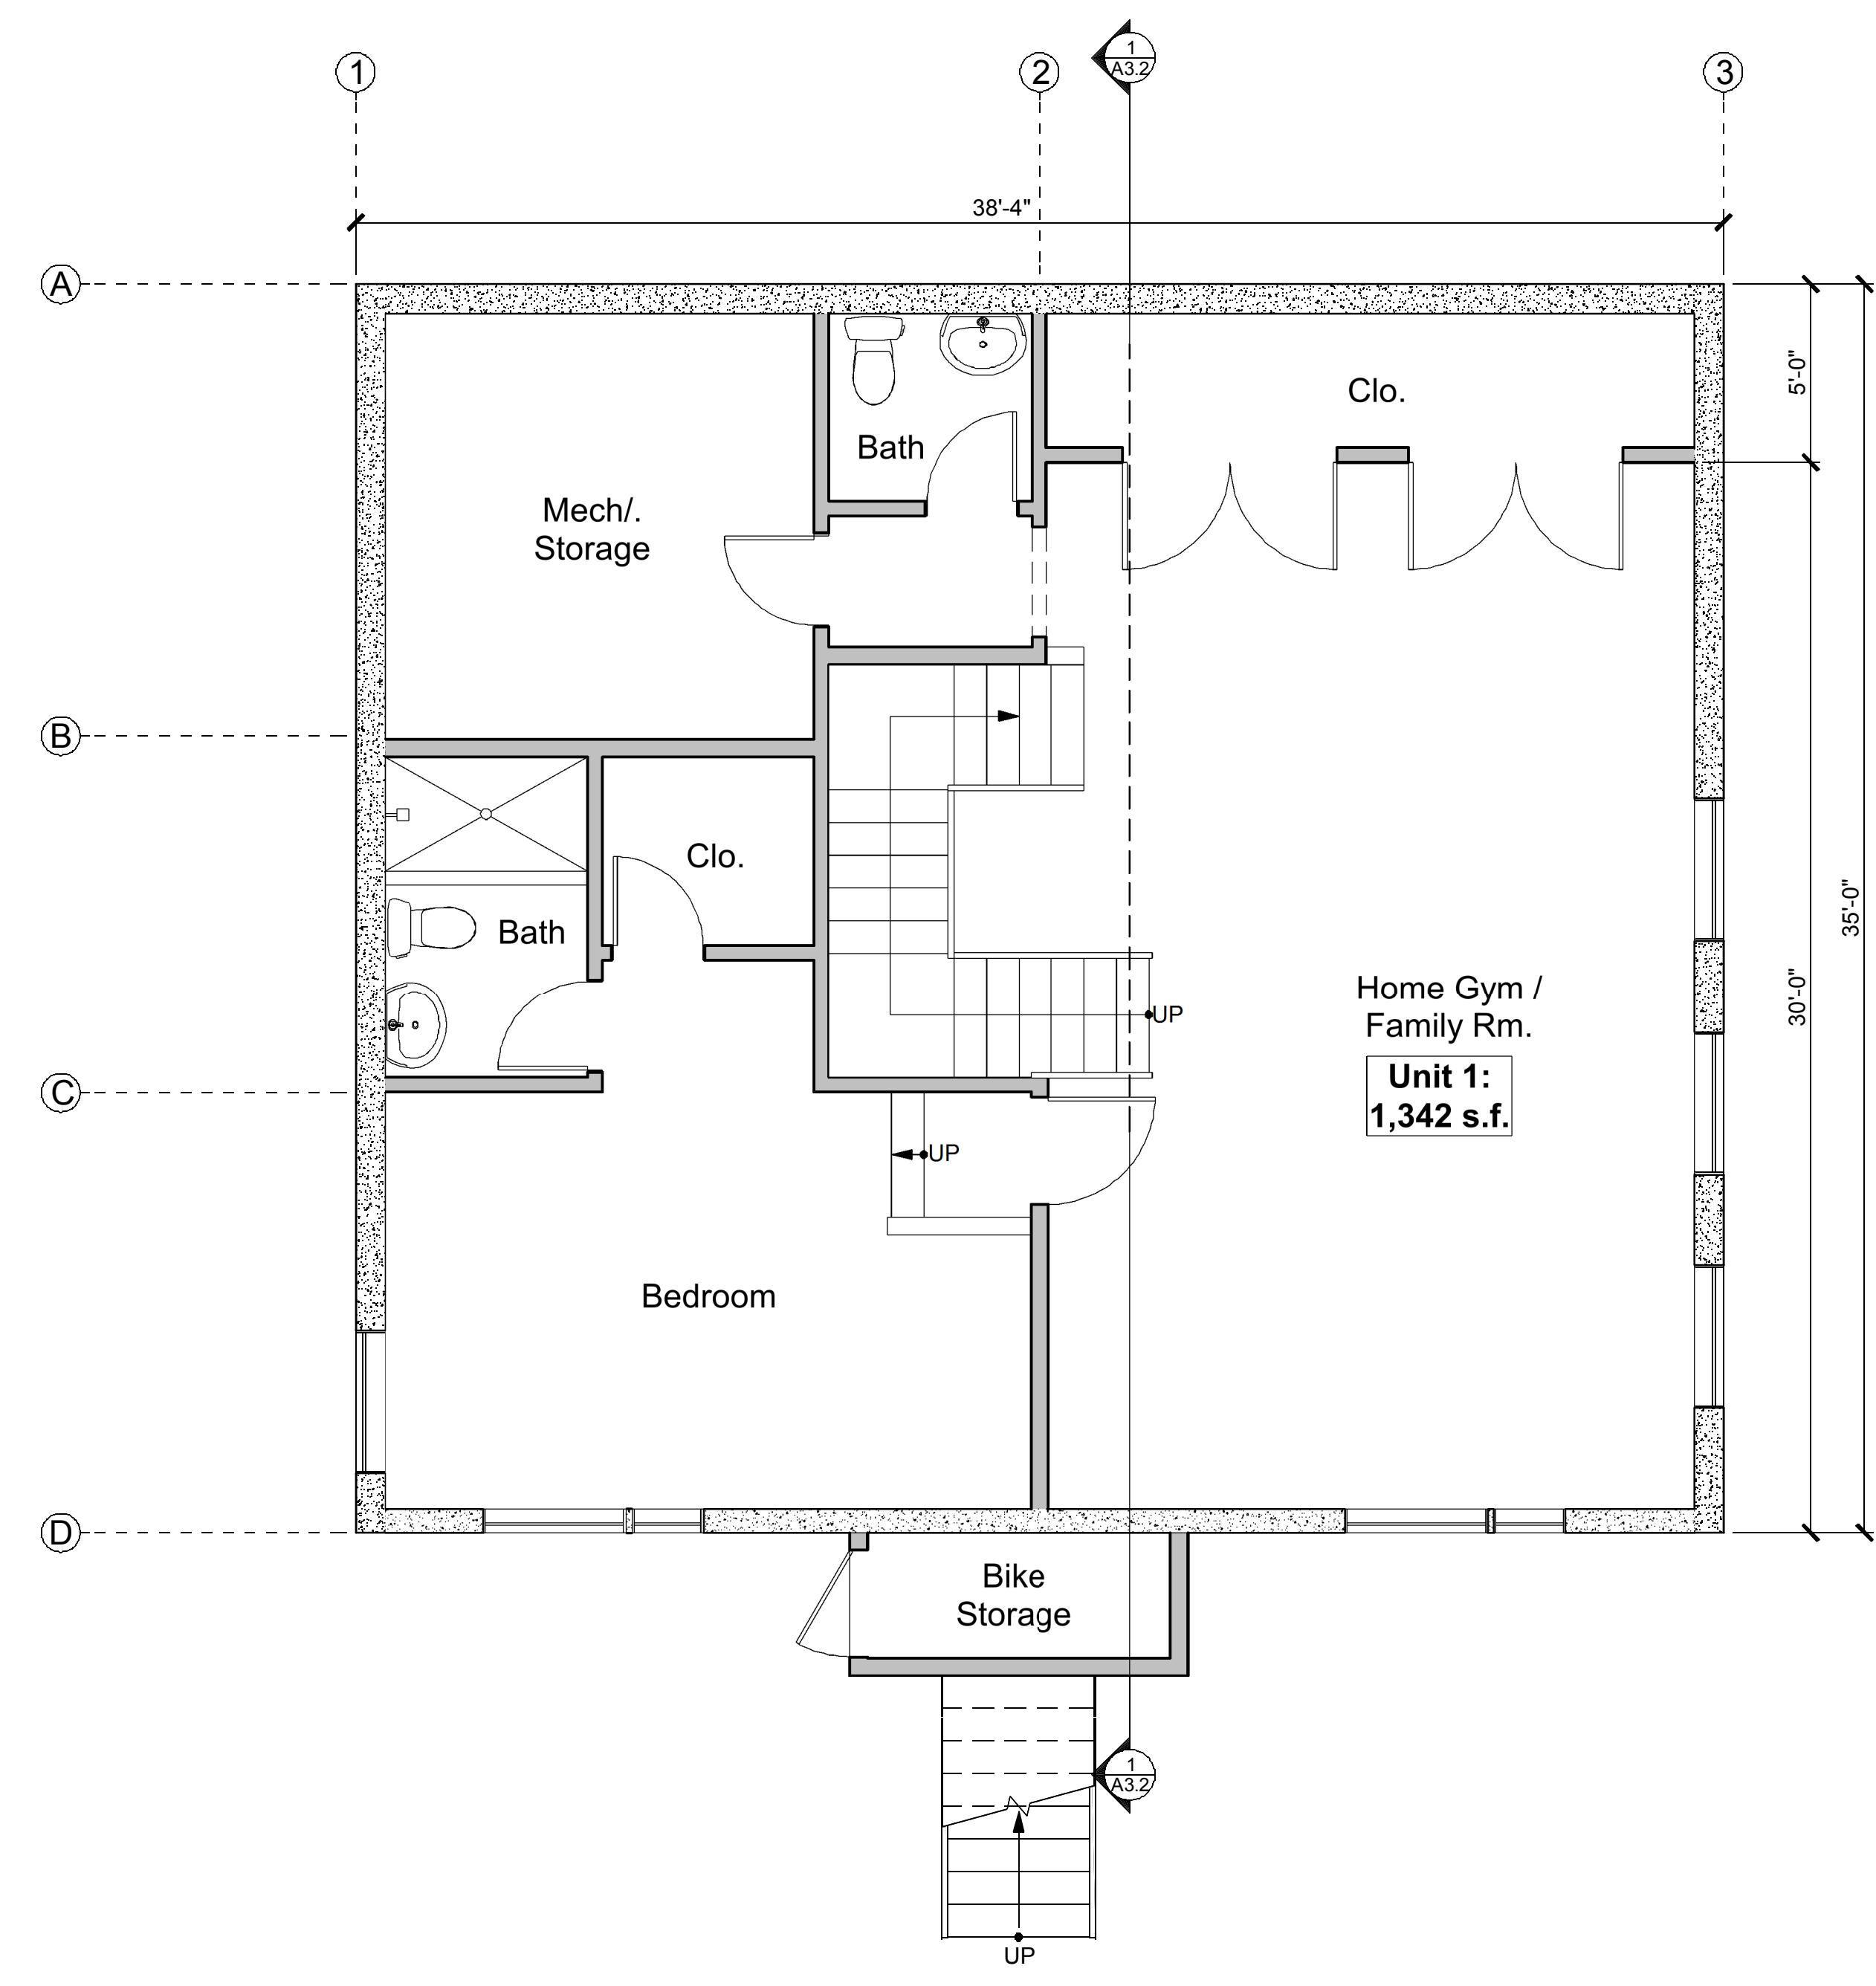 1
A3.2
1
2
3
38'-4"
A
5'-0"
Clo.
Bath
Mech/.
Storage
B
Clo.
35'-0"
Bath
Home Gym /
Family Rm.
30'-0"
UP
Unit 1:
1,342 s.f.
C
UP
Bedroom
D
Bike
Storage
1
A3.2
UP